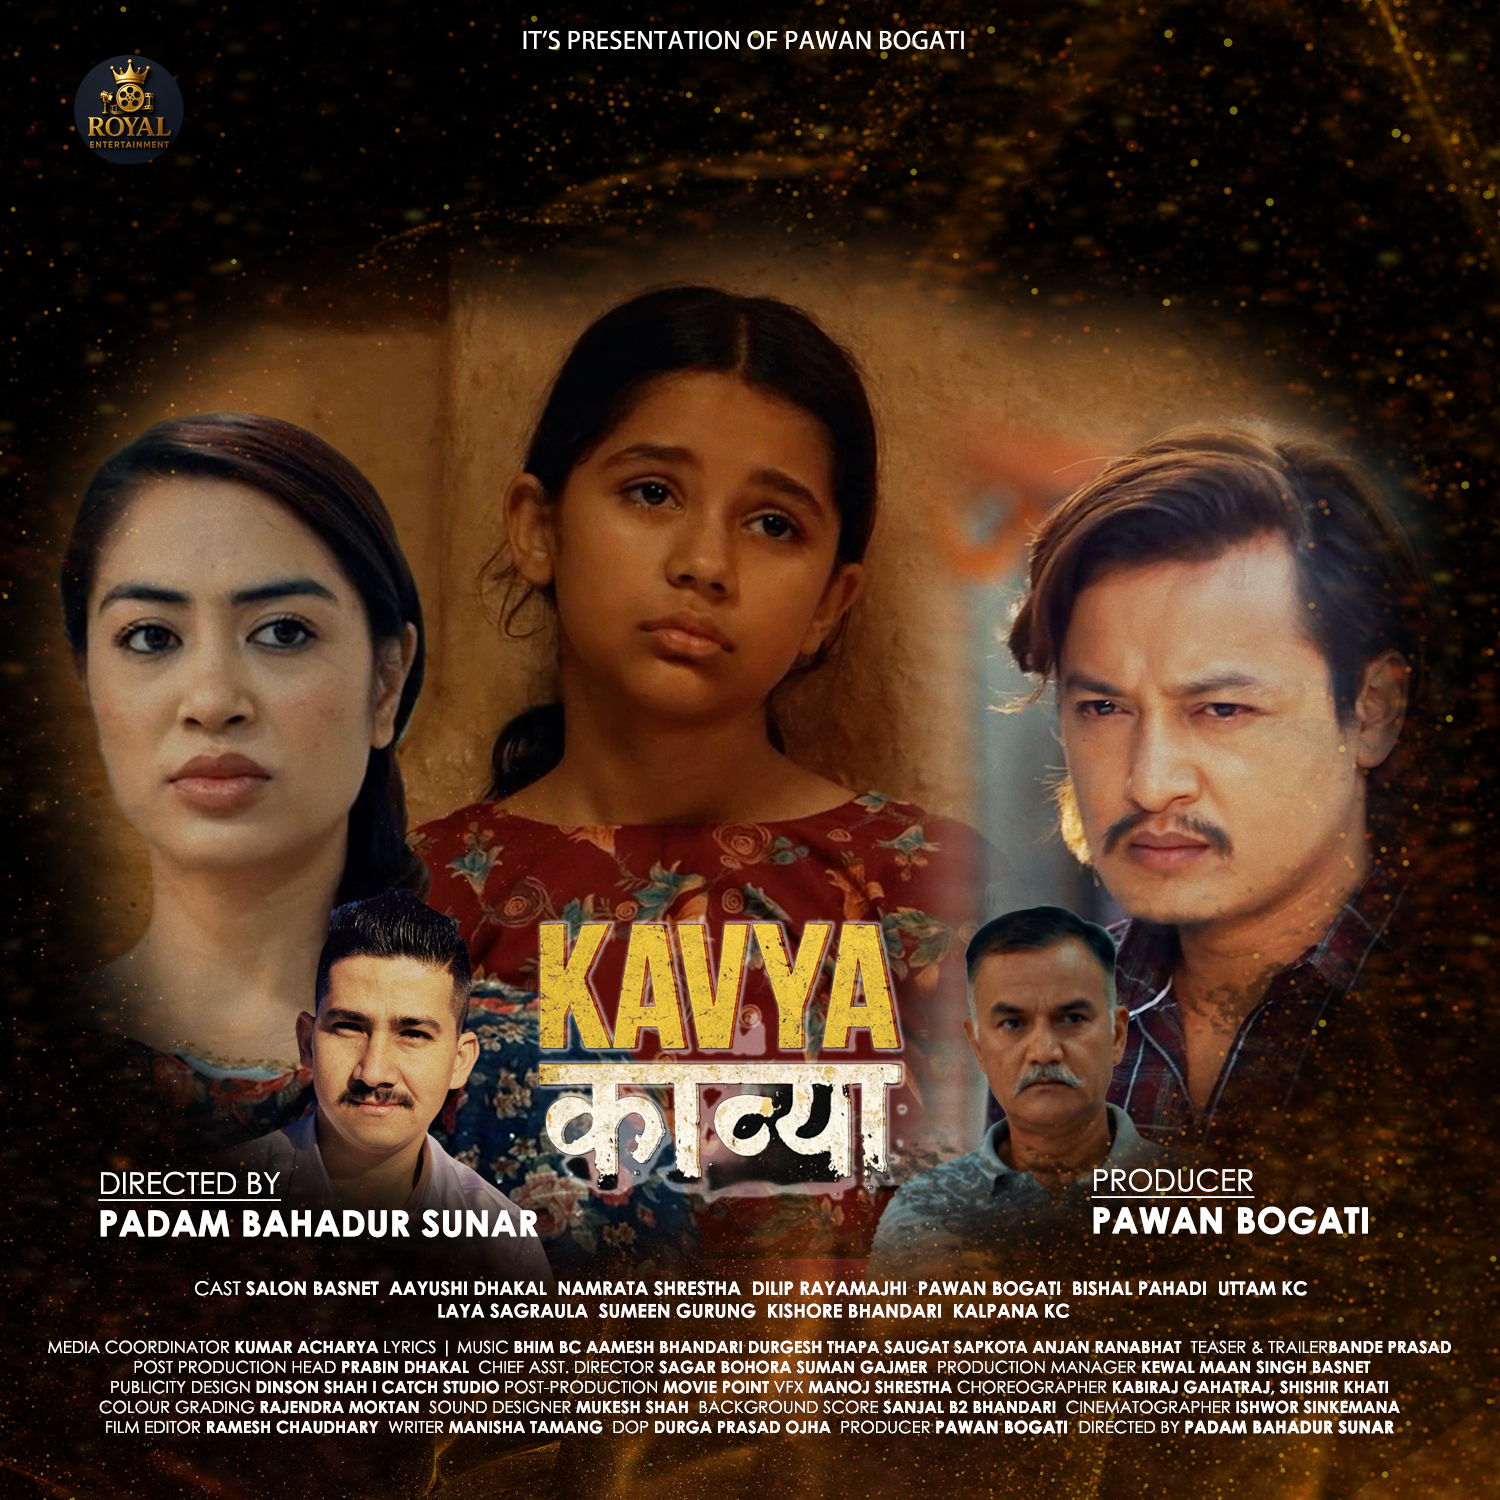 IT'S PRESENTATION OF PAWAN BOGATI
ROYAL
ENTERTAINMENT
KAVYA
काव्या
DIRECTED BY
PADAM BAHADUR SUNAR
PRODUCER
PAWAN BOGATI
CAST SALON BASNET AAYUSHI DHAKAL NAMRATA SHRESTHA DILIP RAYAMAJHI PAWAN BOGATI BISHAL PAHADI UTTAM KC
LAYA SAGRAULA SUMEEN GURUNG KISHORE BHANDARI KALPANA KC
MEDIA COORDINATOR KUMAR ACHARYA LYRICS | MUSIC BHIM BC AAMESH BHANDARI DURGESH THAPA SAUGAT SAPKOTA ANJAN RANABHAT TEASER & TRAILERBANDE PRASAD
POST PRODUCTION HEAD PRABIN DHAKAL CHIEF ASST. DIRECTOR SAGAR BOHORA SUMAN GAJMER PRODUCTION MANAGER KEWAL MAAN SINGH BASNET
PUBLICITY DESIGN DINSON SHAH I CATCH STUDIO POST-PRODUCTION MOVIE POINT VFX MANOJ SHRESTHA CHOREOGRAPHER KABIRAJ GAHATRAJ, SHISHIR KHATI
COLOUR GRADING RAJENDRA MOKTAN SOUND DESIGNER MUKESH SHAH BACKGROUND SCORE SANJAL B2 BHANDARI CINEMATOGRAPHER ISHWOR SINKEMANA
FILM EDITOR RAMESH CHAUDHARY WRITER MANISHA TAMANG DOP DURGA PRASAD OJHA PRODUCER PAWAN BOGATI DIRECTED BY PADAM BAHADUR SUNAR